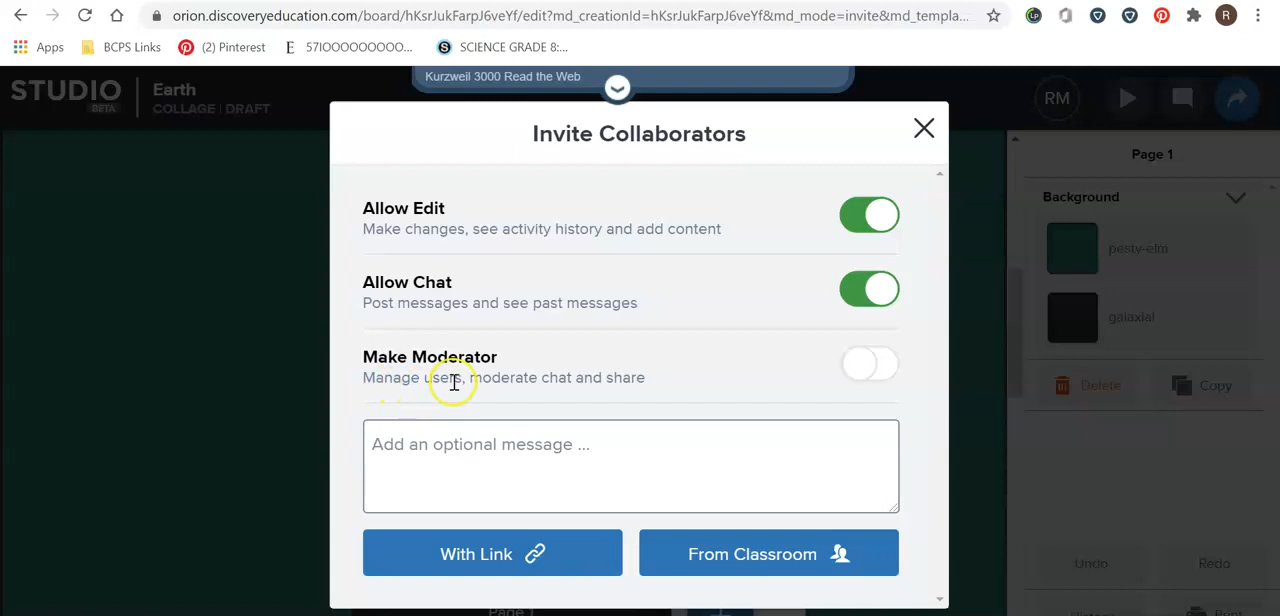 orion.discoveryeducation.com/board/hKsrJukFarpJ6veYf/edit?md_creationId=hKsrJukFarpJ6veYf&md_mode=invite&md_templa...
R
Apps
BCPS Links
(2) Pinterest
E 57IOOOOOOOOO...
S SCIENCE GRADE 8:...
Kurzweil 3000 Read the Web
STUDIO
BETA
Earth
COLLAGE | DRAFT
RM
Invite Collaborators
Page 1
Allow Edit
Make changes, see activity history and add content
Background
pestv-elm
Allow Chat
Post messages and see past messages
galaxial
Make Moderator
Manage users, moderate chat and share
Delete
Copy
Add an optional message ...
With Link
From Classroom
Undo
Redo
Page 1
Print